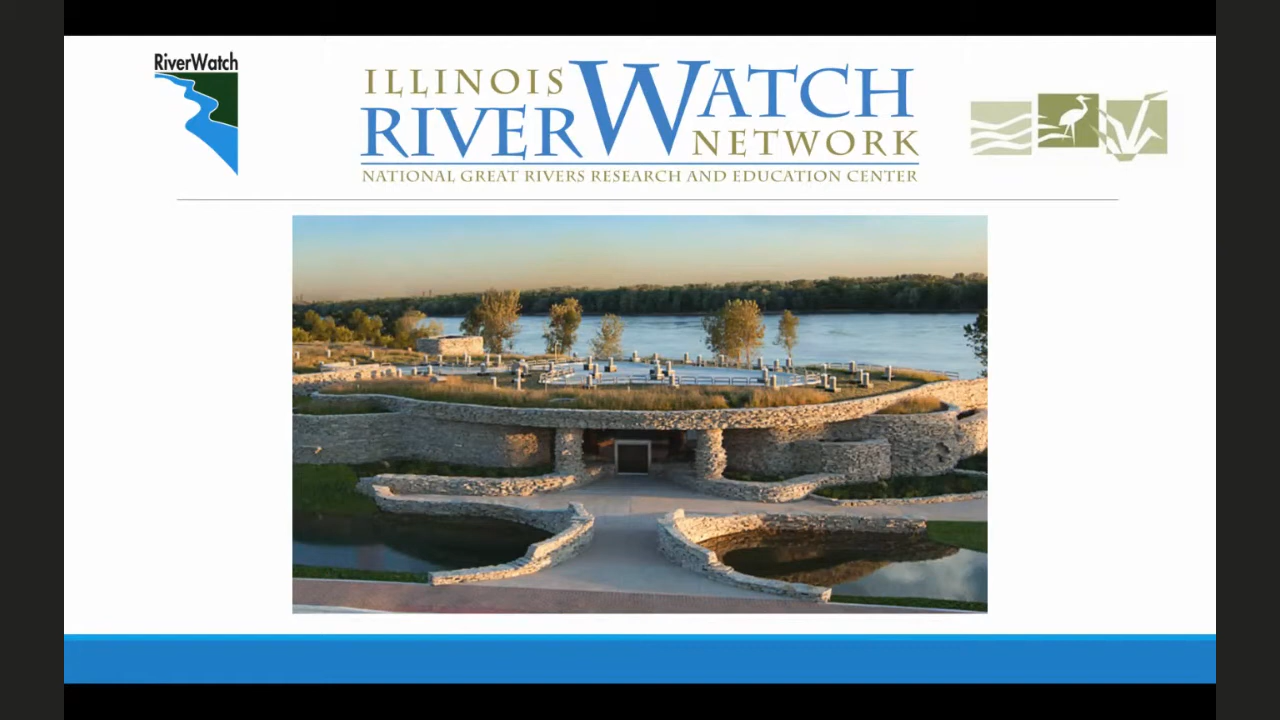 RiverWatch
ILLINOIS
RIVERWATCH
NETWORK
NATIONAL GREAT RIVERS RESEARCH AND EDUCATION CENTER